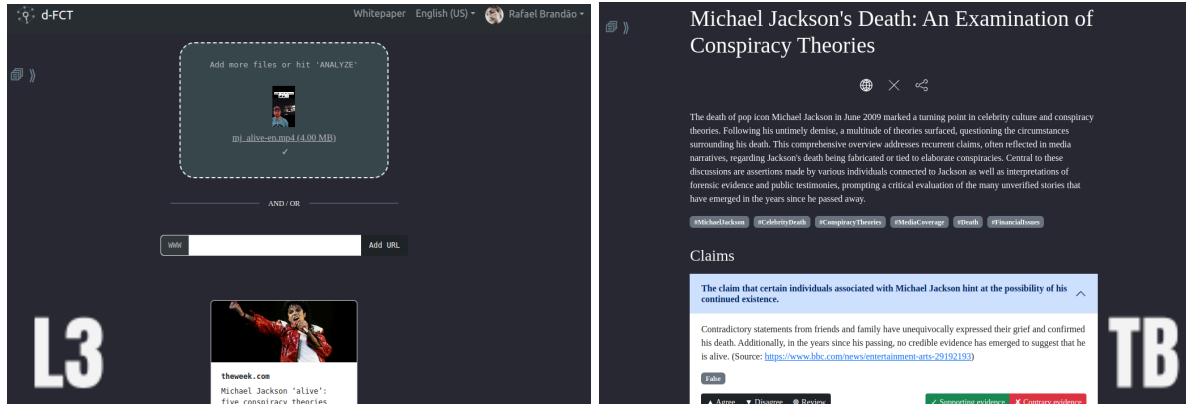 d-FCT
Whitepaper English (US) Rafael Brandão
Add more files or hit 'ANALYZE'
mj_alive-en.mp4 (4.00 MB)
AND / OR
WWW
Add URL
theweek.com
Michael Jackson 'alive':
five conspiracy theories
L3
Michael Jackson's Death: An Examination of
Conspiracy Theories
The death of pop icon Michael Jackson in June 2009 marked a turning point in celebrity culture and conspiracy
theories. Following his untimely demise, a multitude of theories surfaced, questioning the circumstances
surrounding his death. This comprehensive overview addresses recurrent claims, often reflected in media
narratives, regarding Jackson's death being fabricated or tied to elaborate conspiracies. Central to these
discussions are assertions made by various individuals connected to Jackson as well as interpretations of
forensic evidence and public testimonies, prompting a critical evaluation of the many unverified stories that
have emerged in the years since he passed away.
#MichaelJackson #CelebrityDeath #ConspiracyTheories #MediaCoverage #Death #FinancialIssues
Claims
The claim that certain individuals associated with Michael Jackson hint at the possibility of his
continued existence.
Contradictory statements from friends and family have unequivocally expressed their grief and confirmed
his death. Additionally, in the years since his passing, no credible evidence has emerged to suggest that he
is alive. (Source: https://www.bbc.com/news/entertainment-arts-29192193)
False
▲ Agree ▼ Disagree Review ✓ Supporting evidence ✘ Contrary evidence
TB